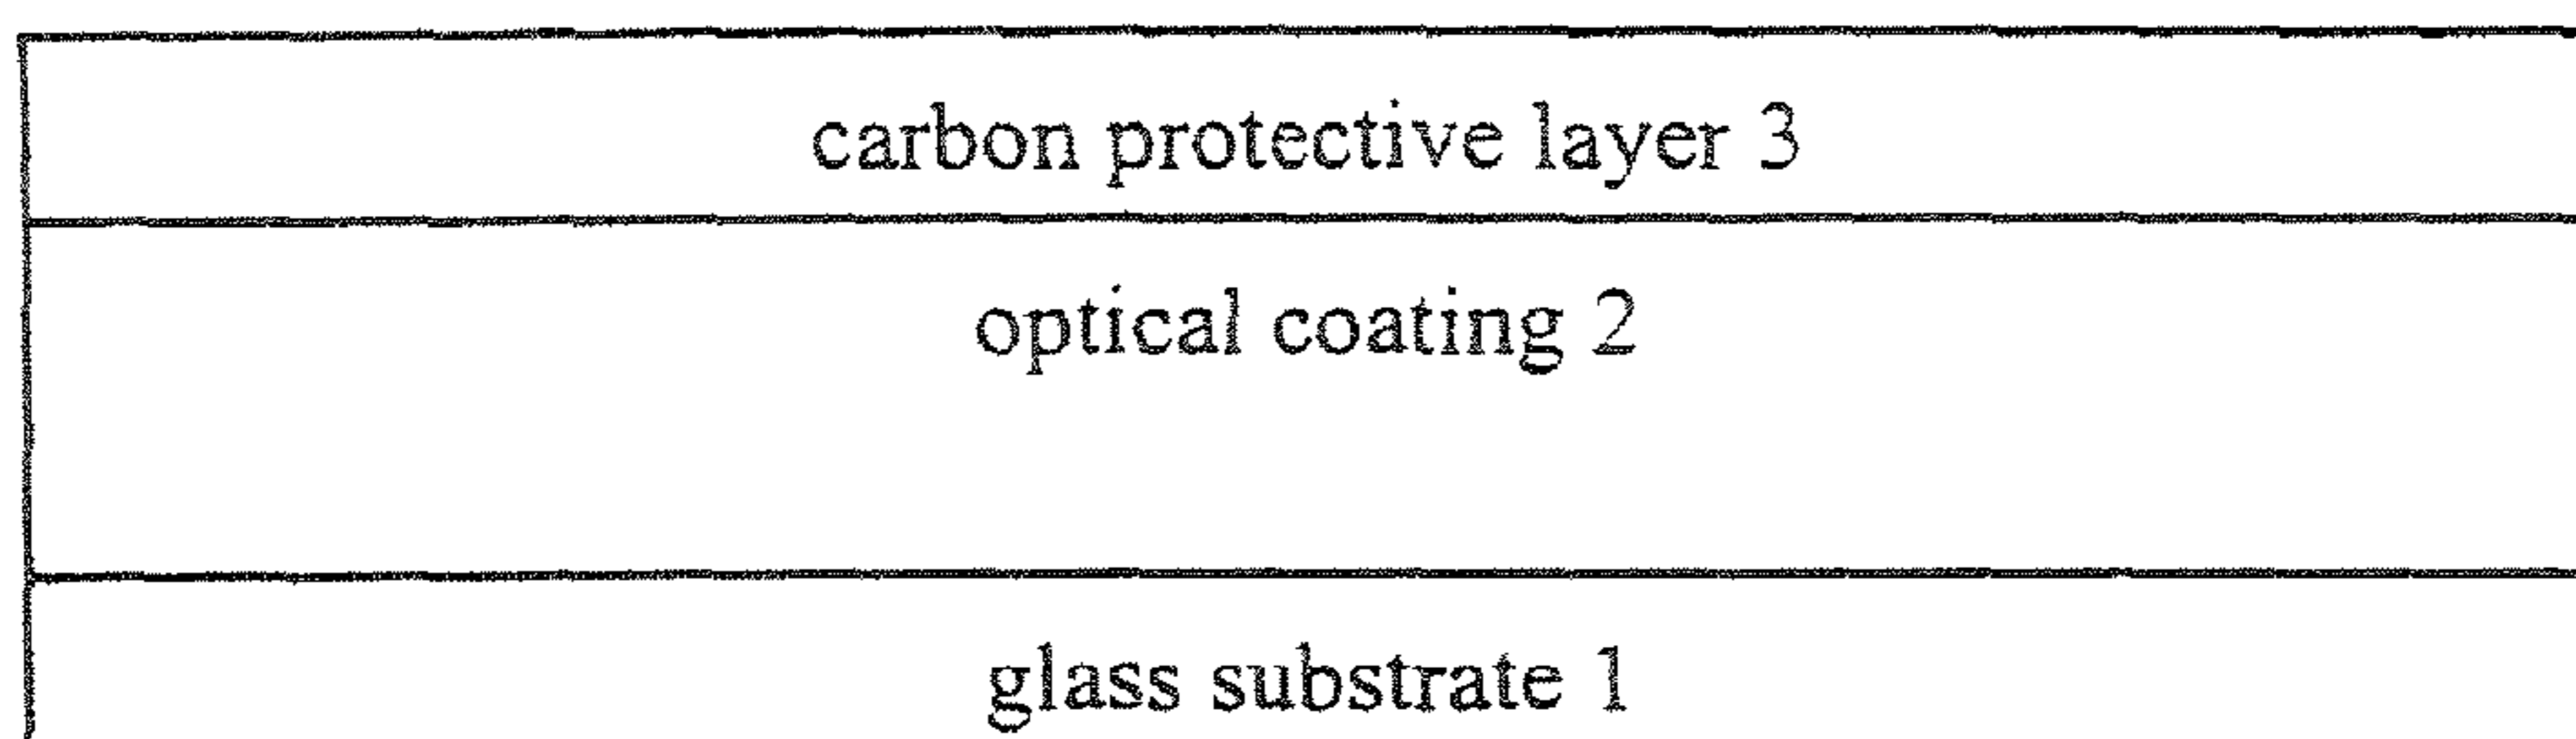 carbon protective layer 3
optical coating 2
glass substrate 1